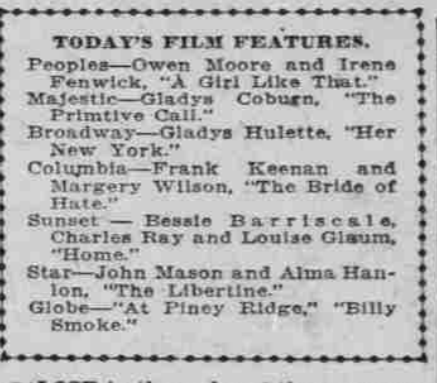 TODAY'S FILM FEATURES.
Peoples—Owen Moore and Irene
Fenwick, "A Girl Like That."
Majestic—Gladys Coburn, "The
Primtive Call."
Broadway—Gladys Hulette, "Her
New York."
Columbia—Frank Keenan and
Margery Wilson, "The Bride of
Hate."
Sunset — Bessie Barriscale,
Charles Ray and Louise Glaum,
"Home."
Star—John Mason and Alma Han-
lon, "The Libertine."
Globe—"At Piney Ridge," "Billy
Smoke."